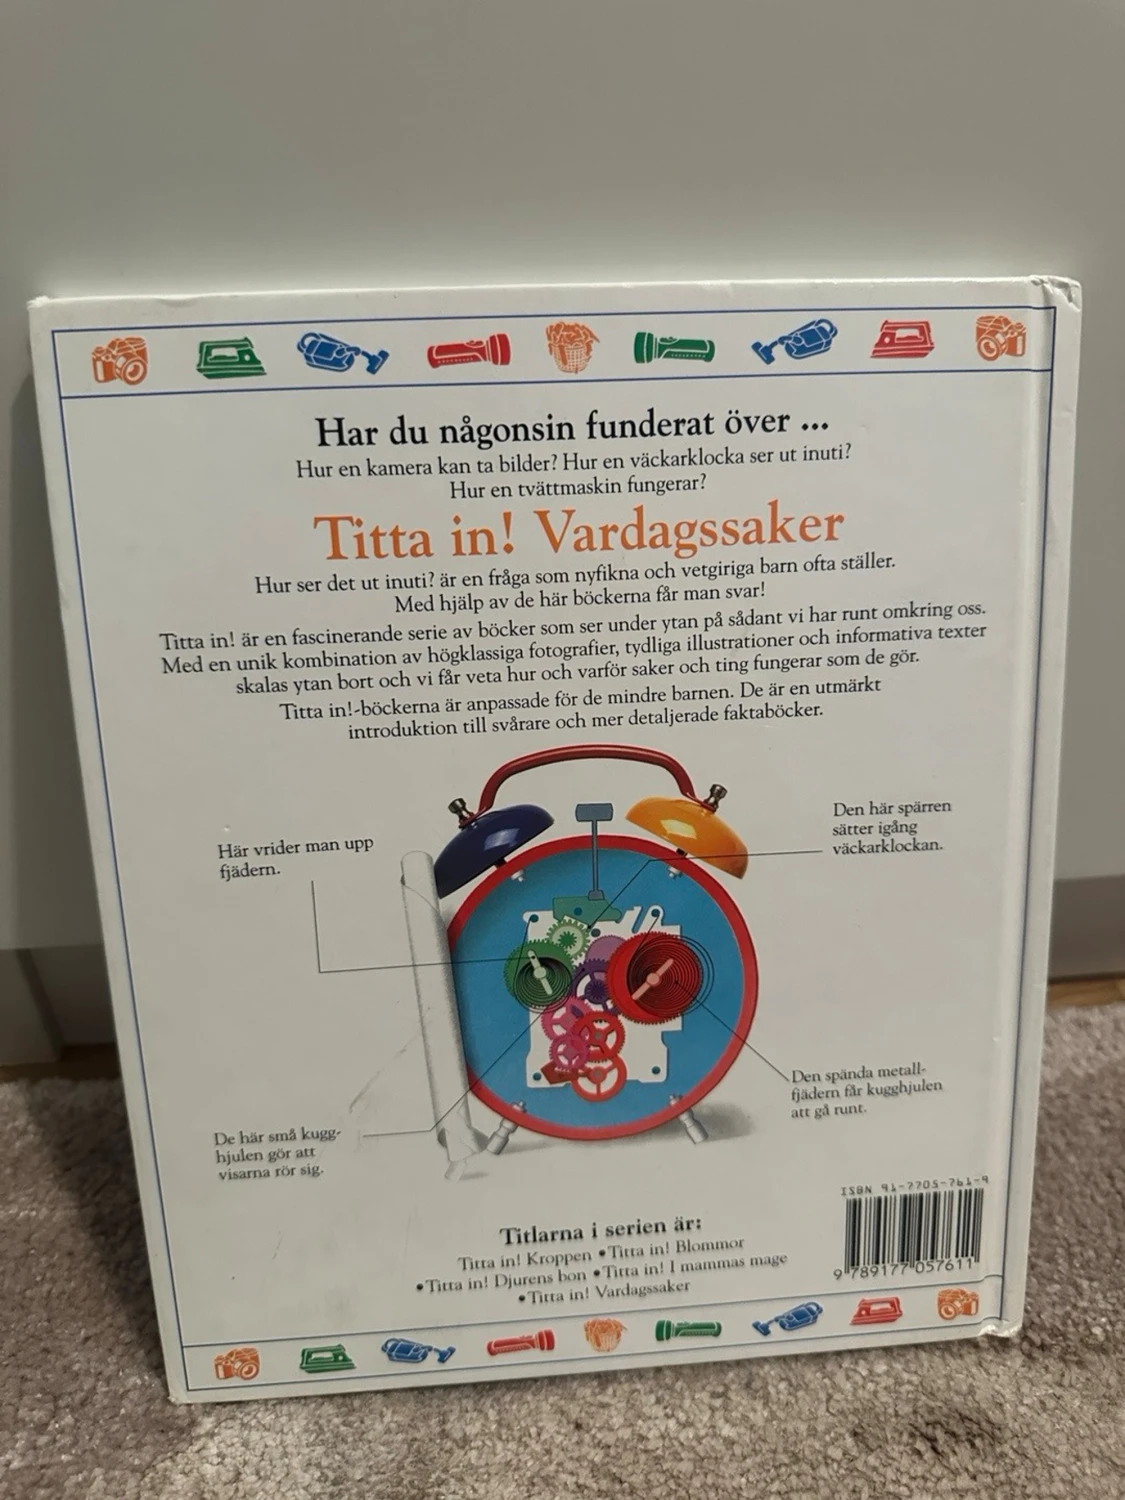 Har du någonsin funderat över ...
Hur en kamera kan ta bilder? Hur en väckarklocka ser ut inuti?
Hur en tvättmaskin fungerar?
Titta in! Vardagssaker
Hur ser det ut inuti? är en fråga som nyfikna och vetgiriga barn ofta ställer.
Med hjälp av de här böckerna får man svar!
Titta in! är en fascinerande serie av böcker som ser under ytan på sådant vi har runt omkring oss.
Med en unik kombination av högklassiga fotografier, tydliga illustrationer och informativa texter
skalas ytan bort och vi får veta hur och varför saker och ting fungerar som de gör.
Titta in!-böckerna är anpassade för de mindre barnen. De är en utmärkt
introduktion till svårare och mer detaljerade faktaböcker.
Här vrider man upp
fjädern.
Den här spärren
sätter igång
väckarklockan.
Den spända metall-
fjädern får kugghjulen
att gå runt.
De här små kugg-
hjulen gör att
visarna rör sig.
Titlarna i serien är:
Titta in! Kroppen • Titta in! Blommor
• Titta in! Djurens bon • Titta in! I mammas mage
• Titta in! Vardagssaker
ISBN 91-7705-761-9
9 789177 057611